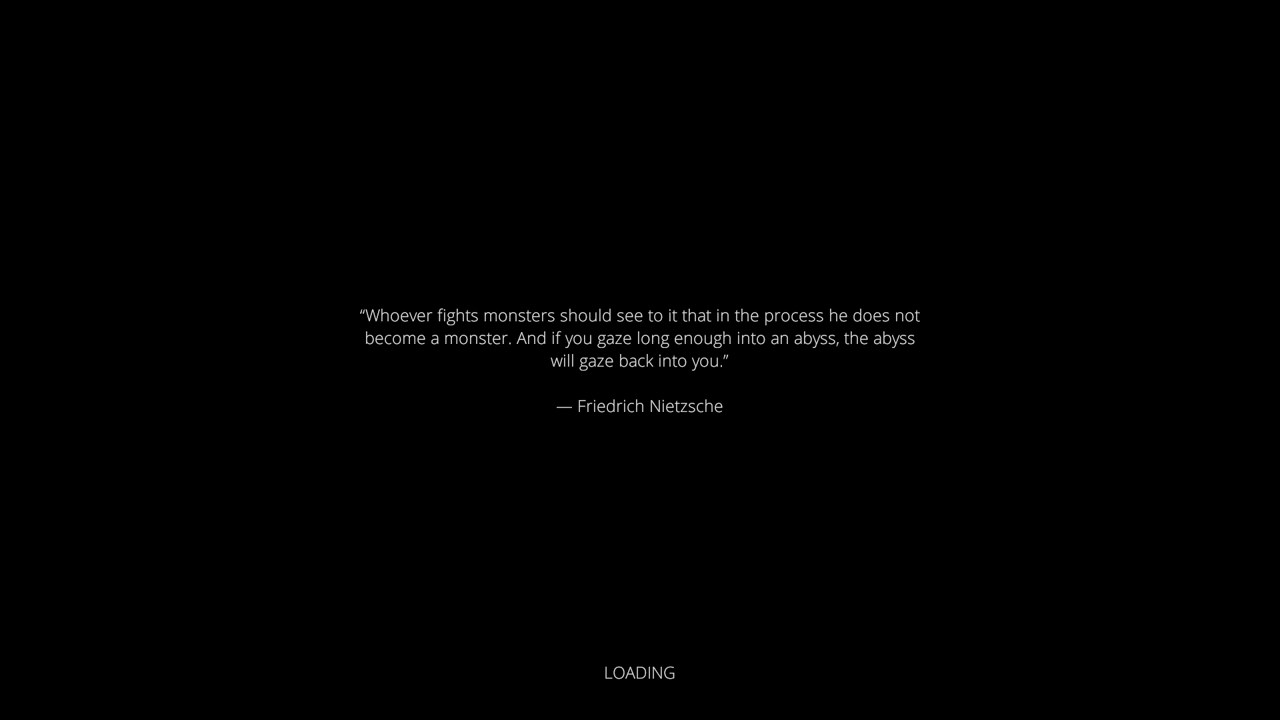 “Whoever fights monsters should see to it that in the process he does not
become a monster. And if you gaze long enough into an abyss, the abyss
will gaze back into you.”
— Friedrich Nietzsche
LOADING